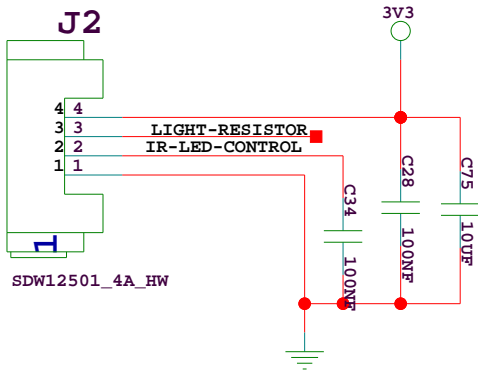 J2
3V3
4 4
3 3
LIGHT-RESISTOR
2 2
IR-LED-CONTROL
1 1
C34
100NF
C28
100NF
C75
10UF
1
SDW12501_4A_HW